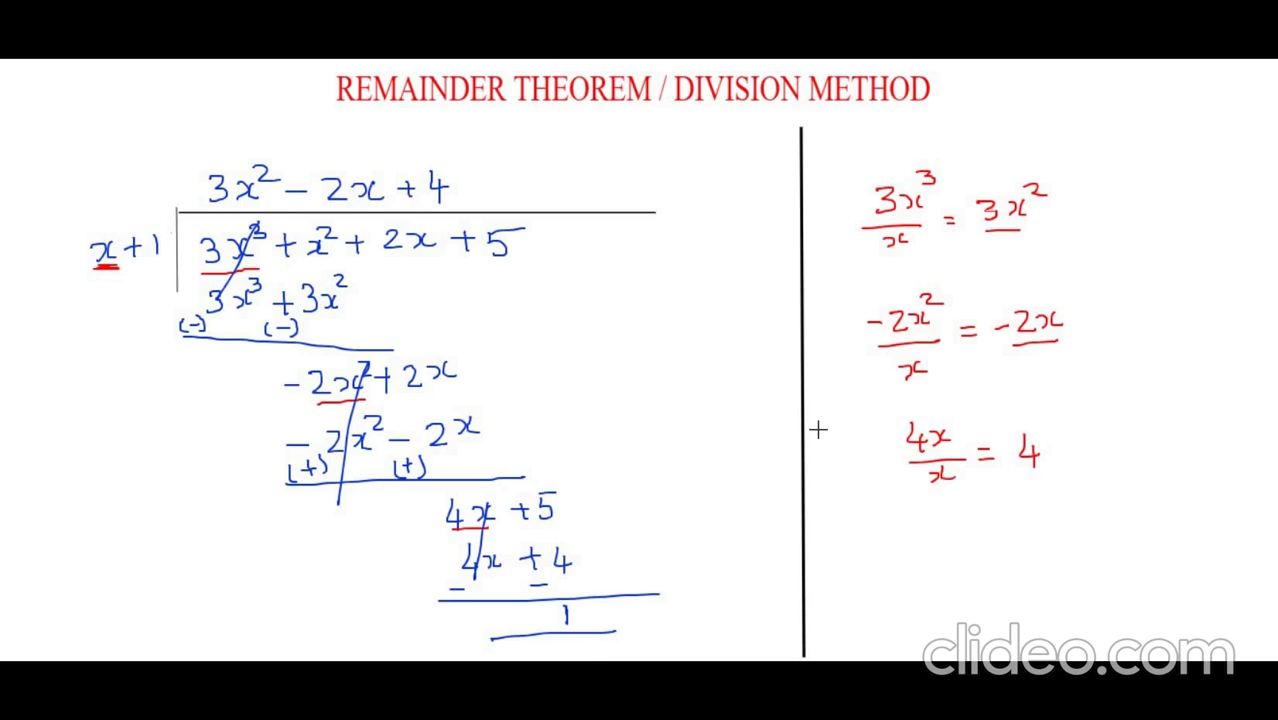 REMAINDER THEOREM / DIVISION METHOD
3x² - 2x + 4
x + 1 | 3x³ + x² + 2x + 5
3x³ + 3x²
(-) (-)
- 2x² + 2x
- 2x² - 2x
(+) (+)
4x + 5
4x + 4
- -
1
3x³/x = 3x²
-2x²/x = -2x
4x/x = 4
clideo.com